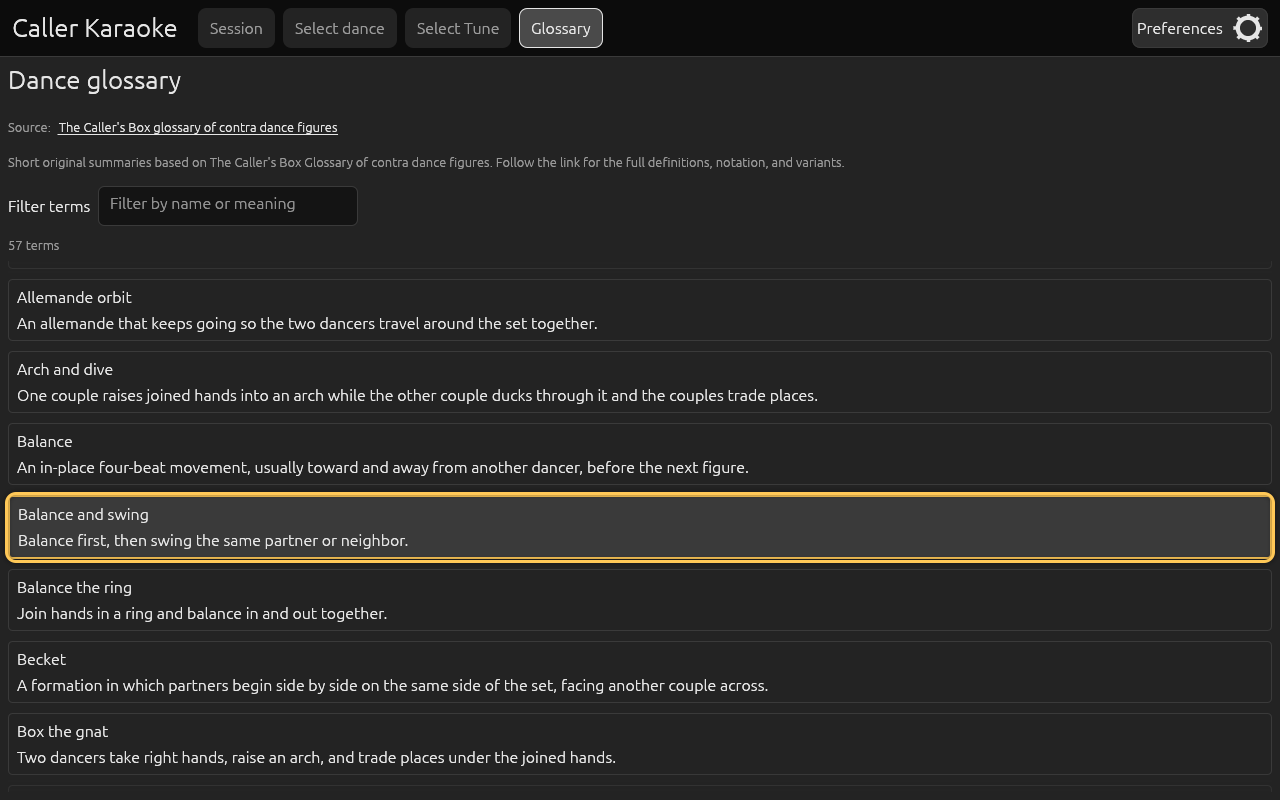 Caller Karaoke
Session
Select dance
Select Tune
Glossary
Preferences
Dance glossary
Source: The Caller's Box glossary of contra dance figures
Short original summaries based on The Caller's Box Glossary of contra dance figures. Follow the link for the full definitions, notation, and variants.
Filter terms
Filter by name or meaning
57 terms
Allemande orbit
An allemande that keeps going so the two dancers travel around the set together.
Arch and dive
One couple raises joined hands into an arch while the other couple ducks through it and the couples trade places.
Balance
An in-place four-beat movement, usually toward and away from another dancer, before the next figure.
Balance and swing
Balance first, then swing the same partner or neighbor.
Balance the ring
Join hands in a ring and balance in and out together.
Becket
A formation in which partners begin side by side on the same side of the set, facing another couple across.
Box the gnat
Two dancers take right hands, raise an arch, and trade places under the joined hands.